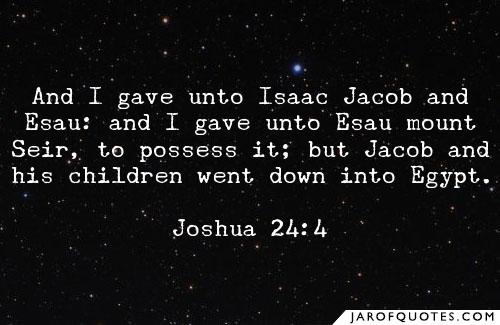 And I gave unto Isaac Jacob and
Esau: and I gave unto Esau mount
Seir, to possess it; but Jacob and
his children went down into Egypt.
Joshua 24:4
JAROFQUOTES.COM